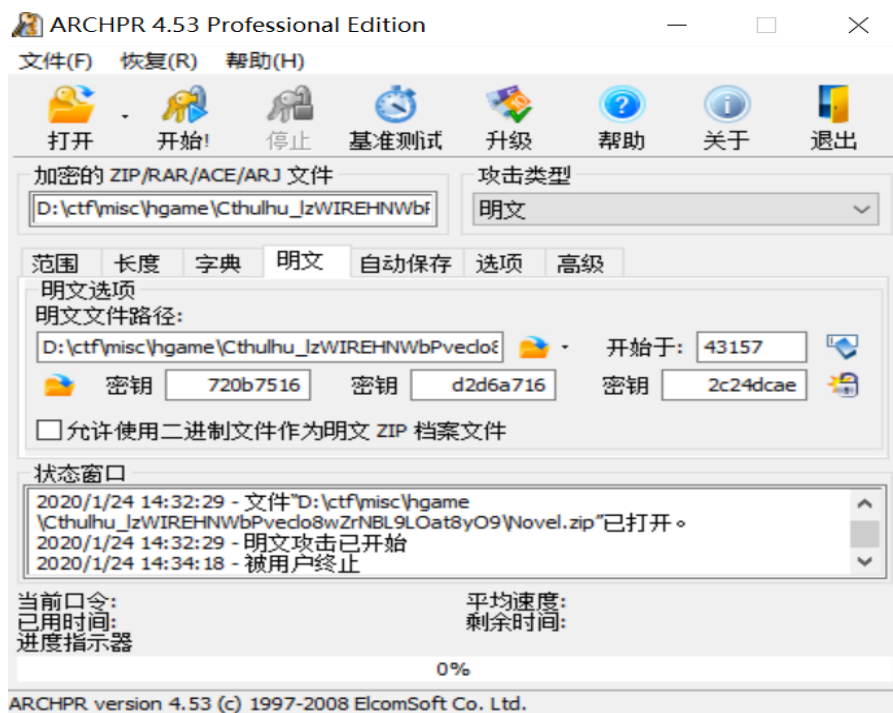 ARCHPR 4.53 Professional Edition
文件(F) 恢复(R) 帮助(H)
打开 开始! 停止 基准测试 升级 帮助 关于 退出
加密的 ZIP/RAR/ACE/ARJ 文件 攻击类型
D:\ctf\misc\hgame\Cthulhu_lzWIREHNWbF 明文
范围 长度 字典 明文 自动保存 选项 高级
明文选项
明文文件路径:
D:\ctf\misc\hgame\Cthulhu_lzWIREHNWbPveclo8 开始于: 43157
密钥 720b7516 密钥 d2d6a716 密钥 2c24dcae
允许使用二进制文件作为明文 ZIP 档案文件
状态窗口
2020/1/24 14:32:29 - 文件"D:\ctf\misc\hgame
\Cthulhu_lzWIREHNWbPveclo8wZrNBL9LOat8yO9\Novel.zip"已打开。
2020/1/24 14:32:29 - 明文攻击已开始
2020/1/24 14:34:18 - 被用户终止
当前口令: 平均速度:
已用时间: 剩余时间:
进度指示器
0%
ARCHPR version 4.53 (c) 1997-2008 ElcomSoft Co. Ltd.